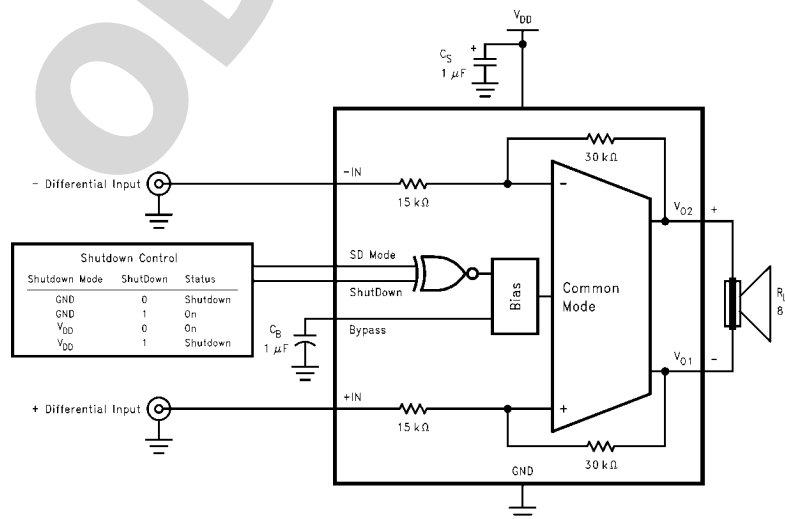 V_DD
C_S +
1 μF
30 kΩ
− Differential Input
−IN
15 kΩ
−
V_O2 +
Shutdown Control
Shutdown Mode ShutDown Status
GND 0 Shutdown
GND 1 On
V_DD 0 On
V_DD 1 Shutdown
SD Mode
ShutDown
Bias
Common
Mode
R_L
8
C_B
1 μF
Bypass
V_O1 −
+ Differential Input
+IN
15 kΩ
+
30 kΩ
GND